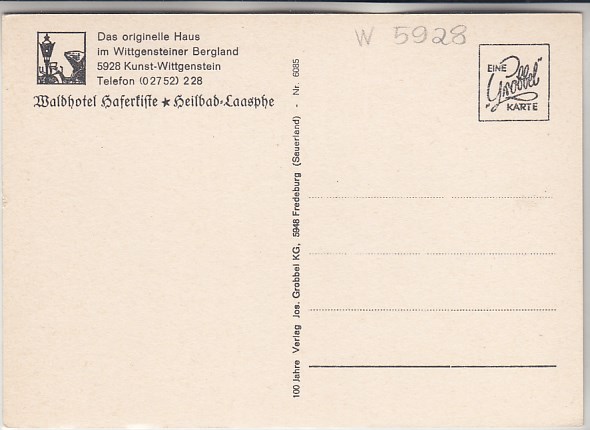 Das originelle Haus
im Wittgensteiner Bergland
5928 Kunst-Wittgenstein
Telefon (02752) 228
Waldhotel Haferkiste ★ Heilbad-Laasphe
W 5928
EINE
"Grobbel"
KARTE
100 Jahre Verlag Jos. Grobbel KG, 5948 Fredeburg (Sauerland) - Nr. 6085